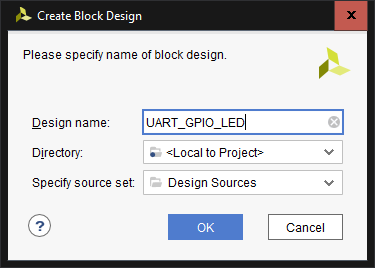 Create Block Design
Please specify name of block design.
Design name: UART_GPIO_LED
Directory: <Local to Project>
Specify source set: Design Sources
? OK Cancel